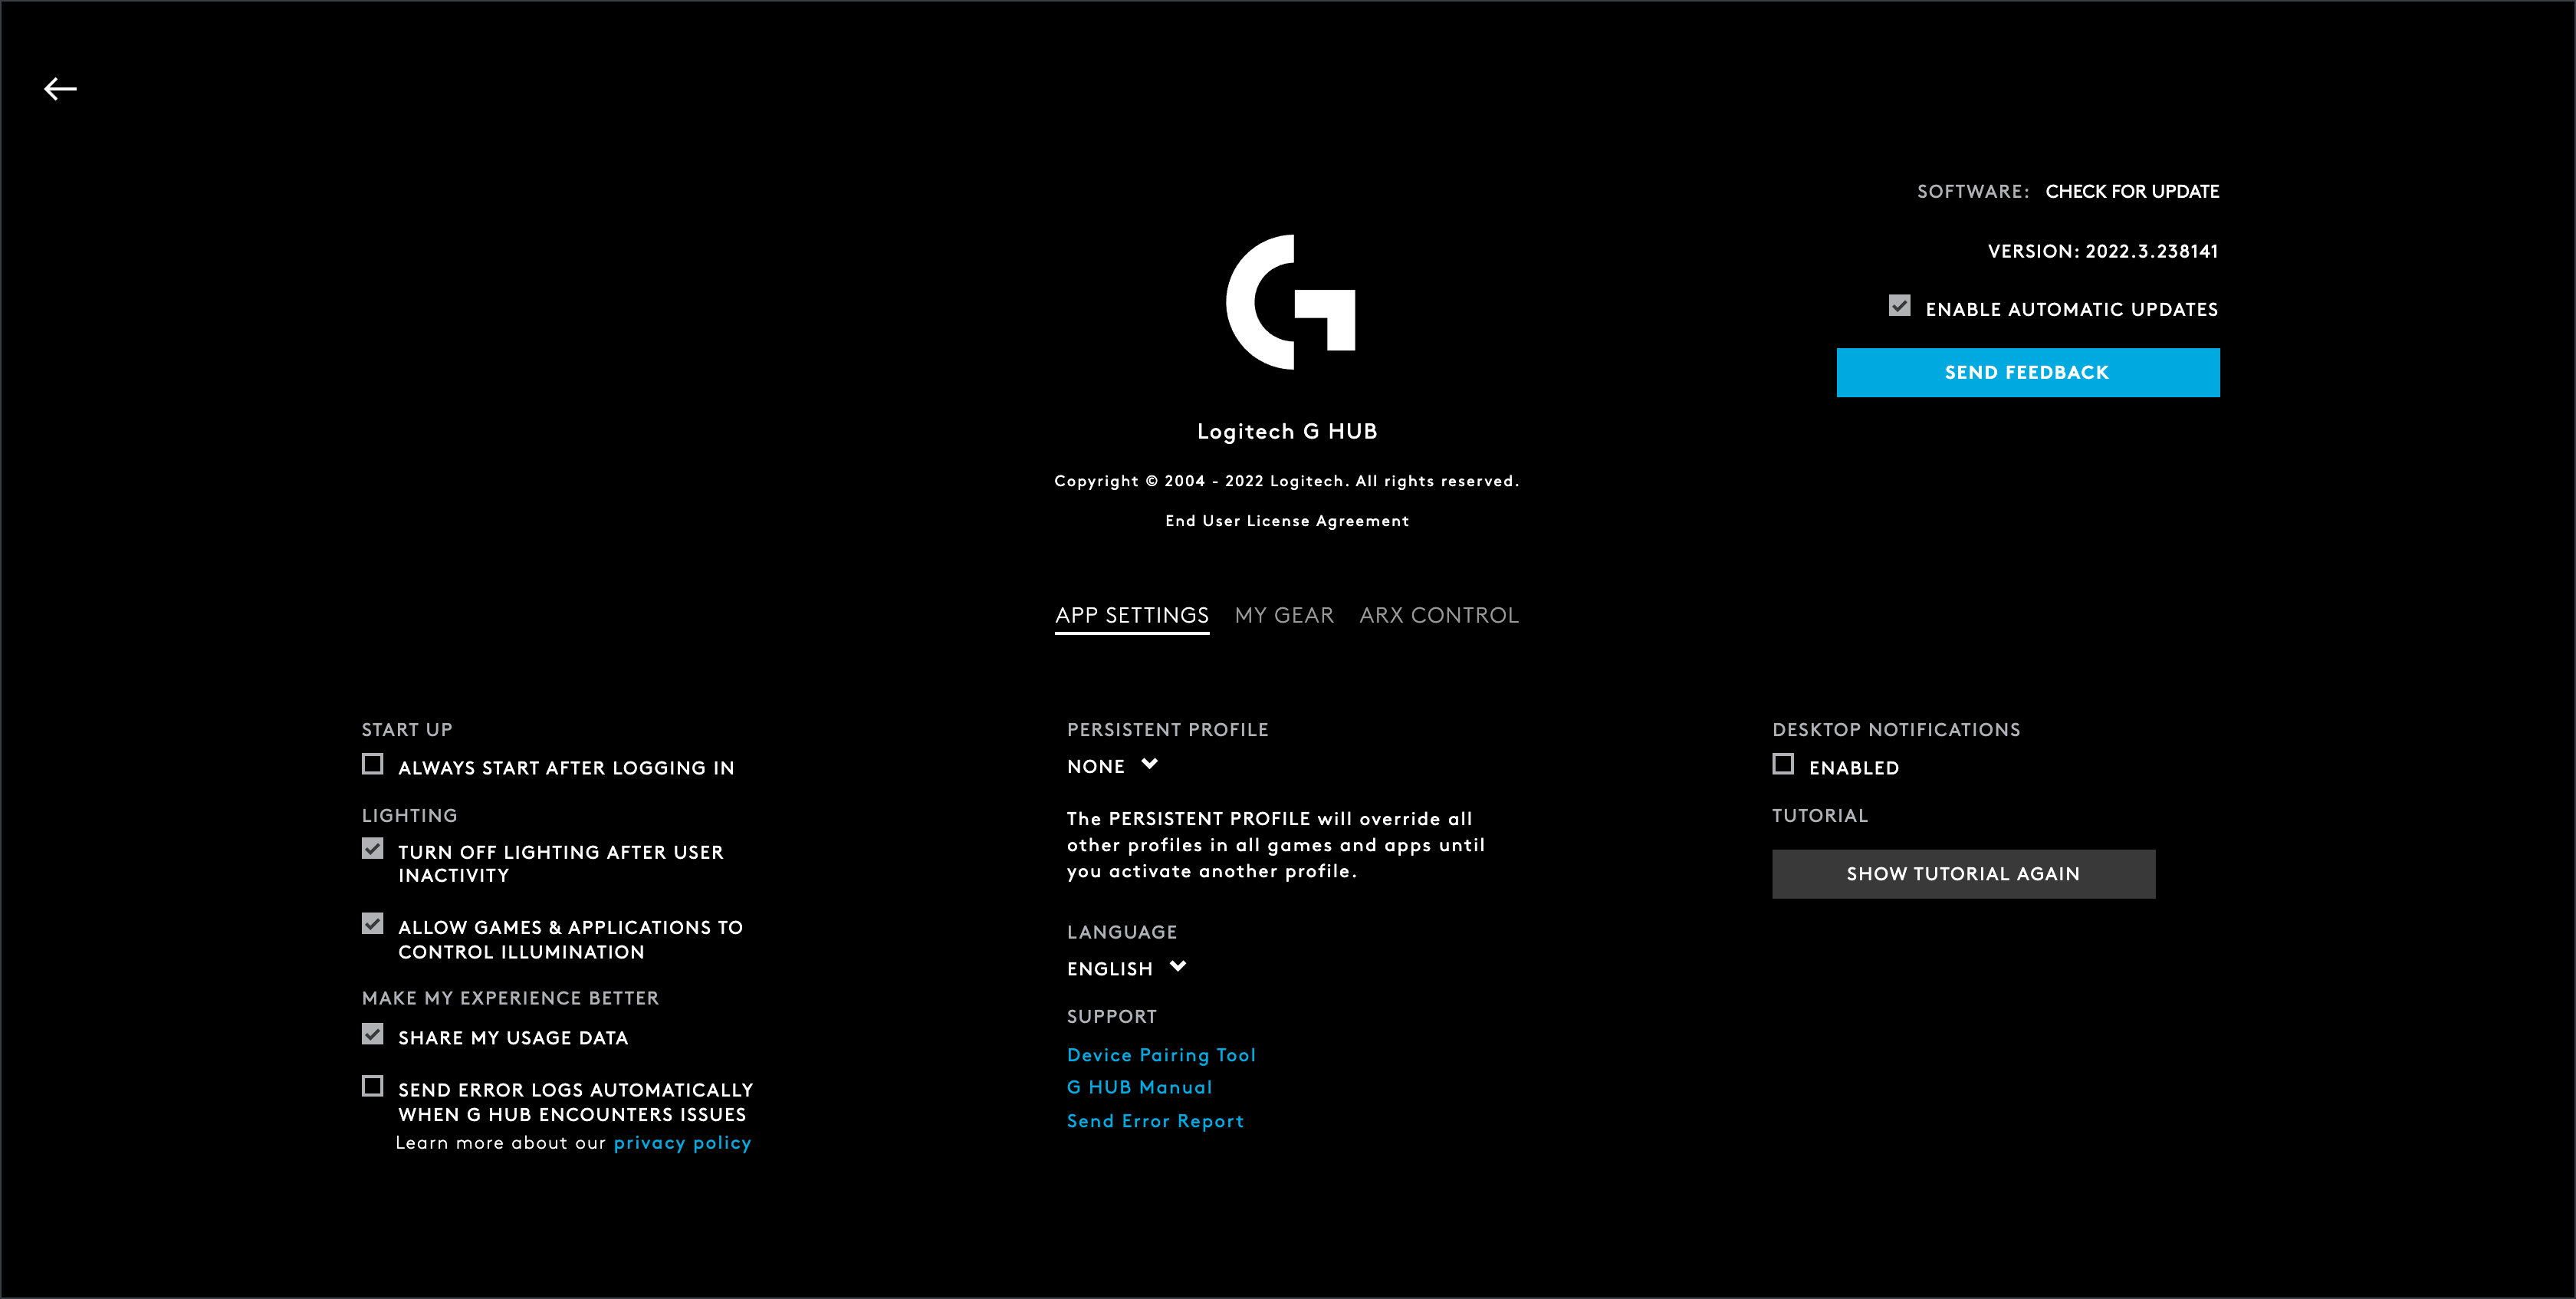 SOFTWARE: CHECK FOR UPDATE
VERSION: 2022.3.238141
ENABLE AUTOMATIC UPDATES
SEND FEEDBACK
Logitech G HUB
Copyright © 2004 - 2022 Logitech. All rights reserved.
End User License Agreement
APP SETTINGS MY GEAR ARX CONTROL
START UP
ALWAYS START AFTER LOGGING IN
LIGHTING
TURN OFF LIGHTING AFTER USER
INACTIVITY
ALLOW GAMES & APPLICATIONS TO
CONTROL ILLUMINATION
MAKE MY EXPERIENCE BETTER
SHARE MY USAGE DATA
SEND ERROR LOGS AUTOMATICALLY
WHEN G HUB ENCOUNTERS ISSUES
Learn more about our privacy policy
PERSISTENT PROFILE
NONE
The PERSISTENT PROFILE will override all
other profiles in all games and apps until
you activate another profile.
LANGUAGE
ENGLISH
SUPPORT
Device Pairing Tool
G HUB Manual
Send Error Report
DESKTOP NOTIFICATIONS
ENABLED
TUTORIAL
SHOW TUTORIAL AGAIN